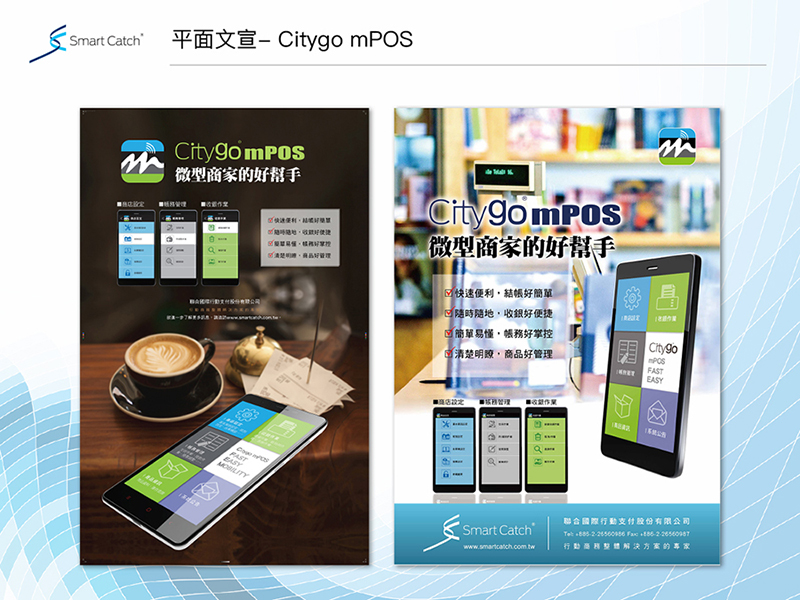 Smart Catch®
平面文宣– Citygo mPOS
Citygo® mPOS
微型商家的好幫手
■商店設定 ■帳務管理 ■收銀作業
☑快速便利，結帳好簡單
☑隨時隨地，收銀好便捷
☑簡單易懂，帳務好掌控
☑清楚明瞭，商品好管理
聯合國際行動支付股份有限公司
Citygo mPOS
FAST
EASY
MOBILITY
Citygo® mPOS
微型商家的好幫手
☑快速便利，結帳好簡單
☑隨時隨地，收銀好便捷
☑簡單易懂，帳務好掌控
☑清楚明瞭，商品好管理
Citygo
mPOS
FAST
EASY
■商店設定 ■帳務管理 ■收銀作業
Smart Catch®
www.smartcatch.com.tw
聯合國際行動支付股份有限公司
Tel: +886-2-26560986 Fax: +886-2-26560987
行動商務整體解決方案的專家